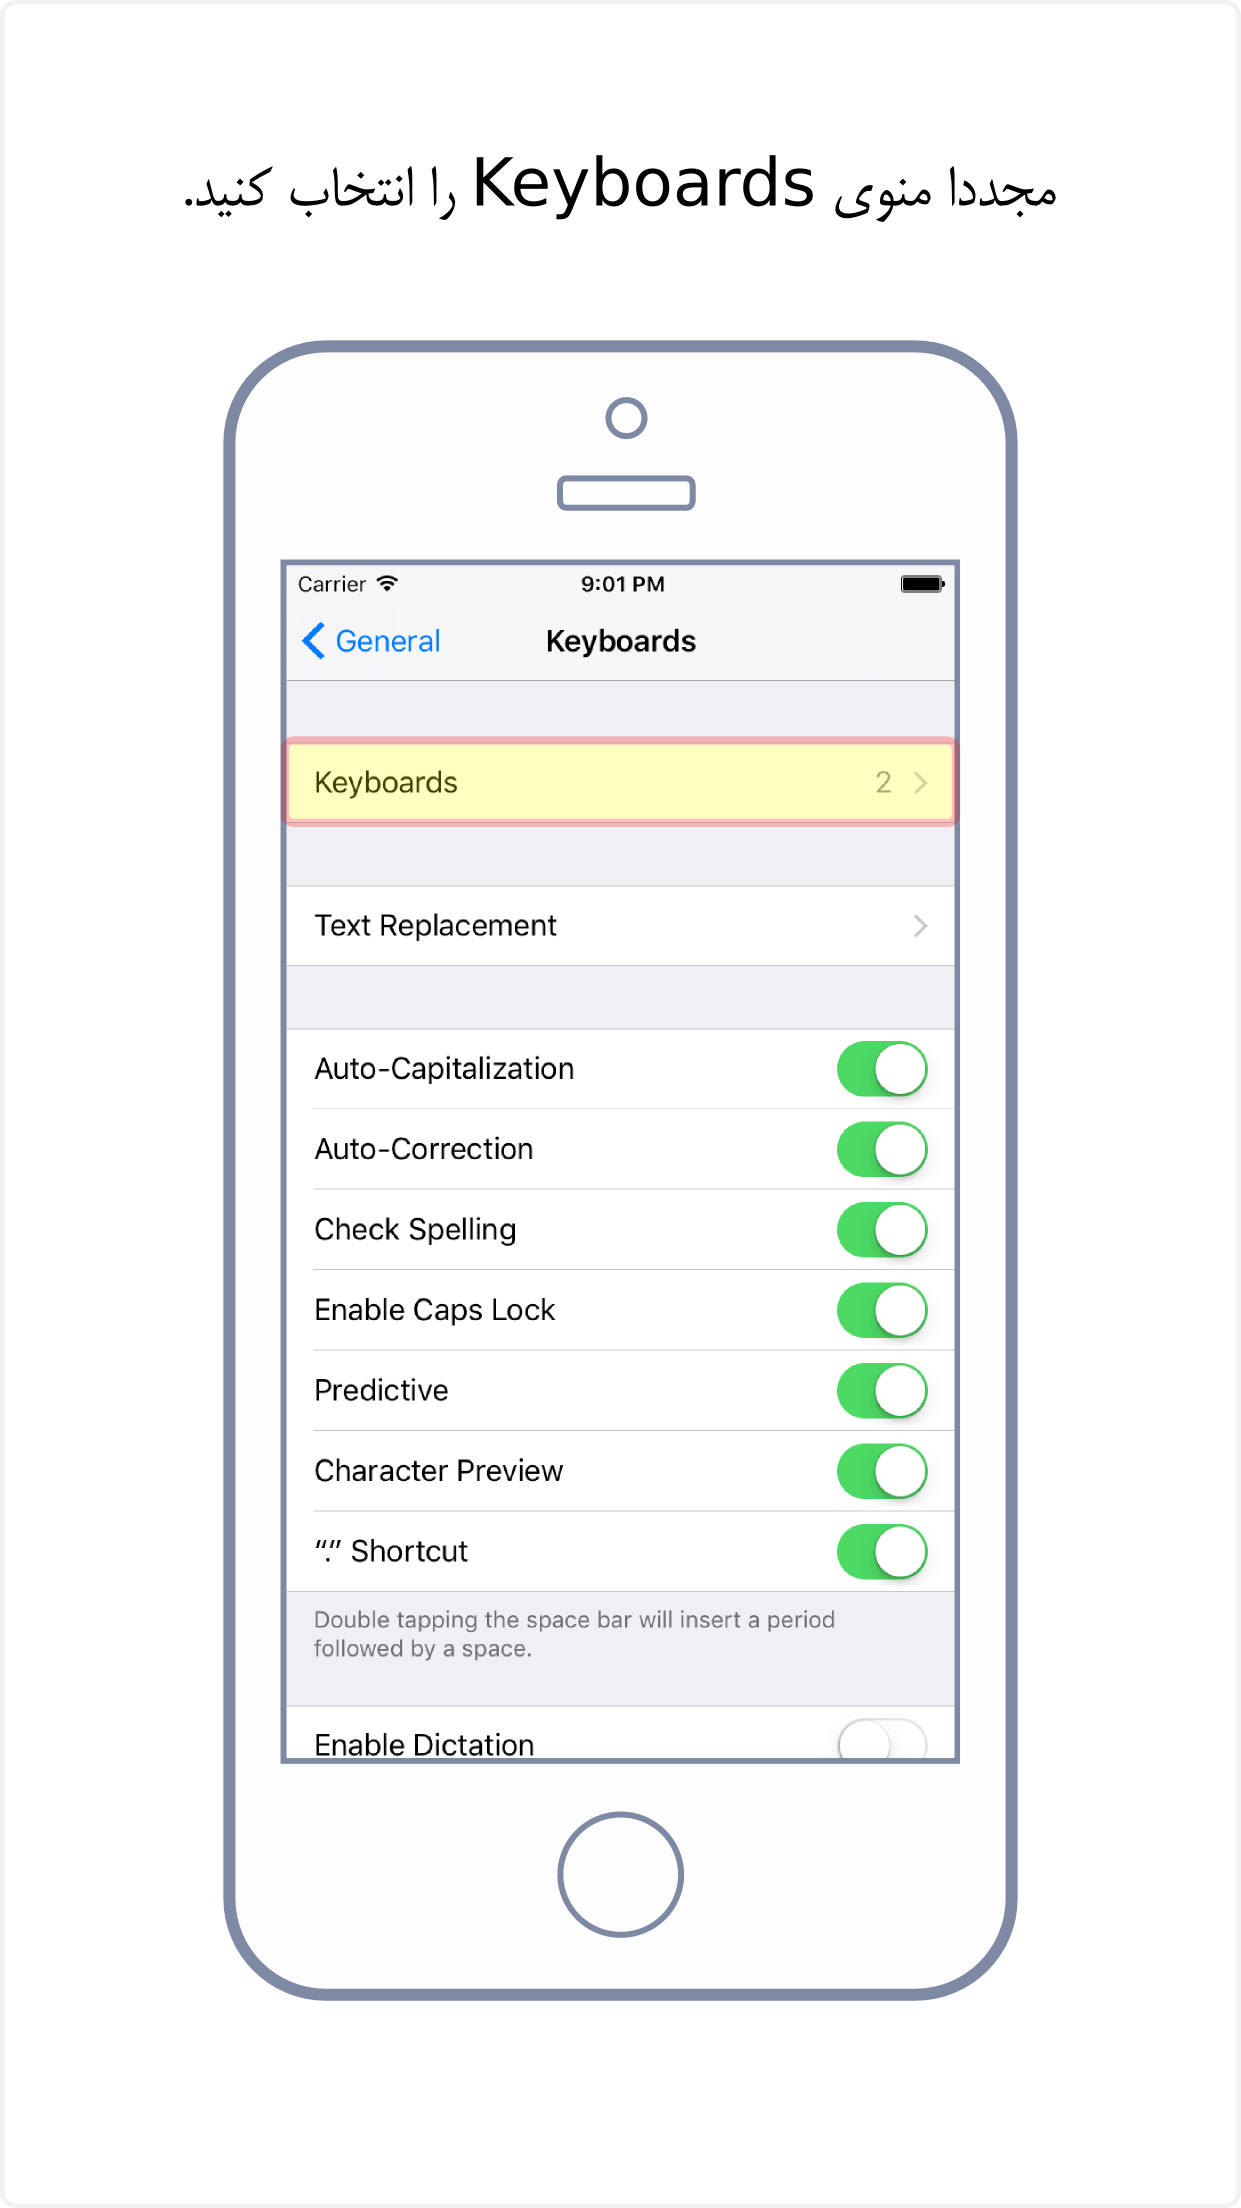 مجددا منوی Keyboards را انتخاب کنید.
Carrier 9:01 PM
General Keyboards
Keyboards 2
Text Replacement
Auto-Capitalization
Auto-Correction
Check Spelling
Enable Caps Lock
Predictive
Character Preview
“.” Shortcut
Double tapping the space bar will insert a period
followed by a space.
Enable Dictation